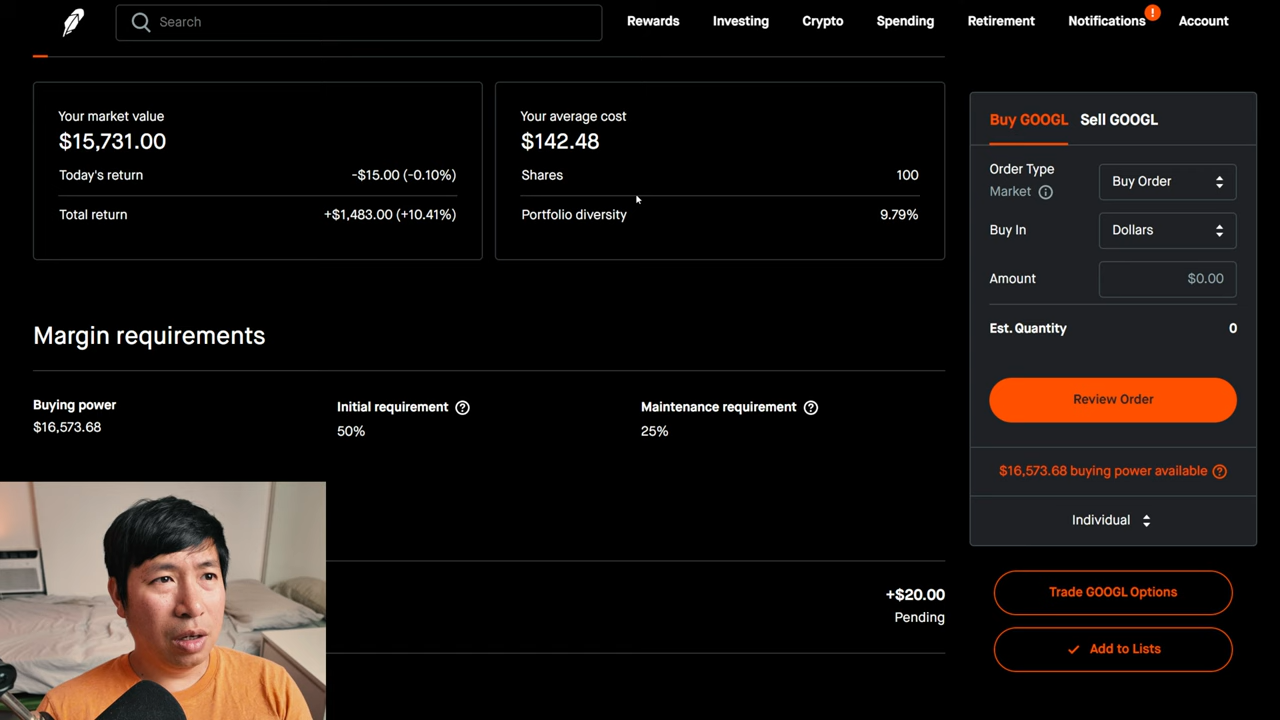 Search
Rewards
Investing
Crypto
Spending
Retirement
Notifications
!
Account
Your market value
$15,731.00
Today's return -$15.00 (-0.10%)
Total return +$1,483.00 (+10.41%)
Your average cost
$142.48
Shares 100
Portfolio diversity 9.79%
Margin requirements
Buying power
$16,573.68
Initial requirement ?
50%
Maintenance requirement ?
25%
+$20.00
Pending
Buy GOOGL Sell GOOGL
Order Type
Market i
Buy Order
Buy In Dollars
Amount $0.00
Est. Quantity 0
Review Order
$16,573.68 buying power available ?
Individual
Trade GOOGL Options
Add to Lists